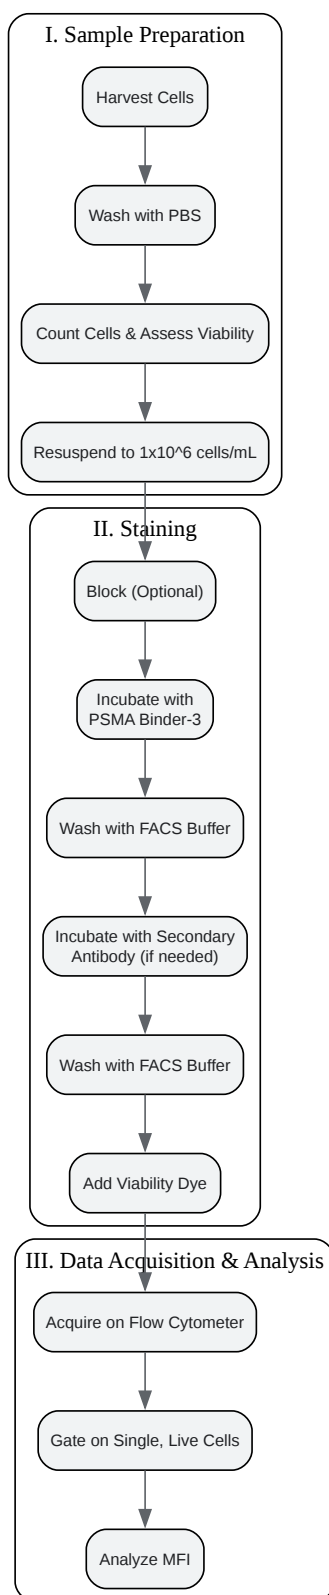 I. Sample Preparation
Harvest Cells
Wash with PBS
Count Cells & Assess Viability
Resuspend to 1x10^6 cells/mL
II. Staining
Block (Optional)
Incubate with
PSMA Binder-3
Wash with FACS Buffer
Incubate with Secondary
Antibody (if needed)
Wash with FACS Buffer
Add Viability Dye
III. Data Acquisition & Analysis
Acquire on Flow Cytometer
Gate on Single, Live Cells
Analyze MFI